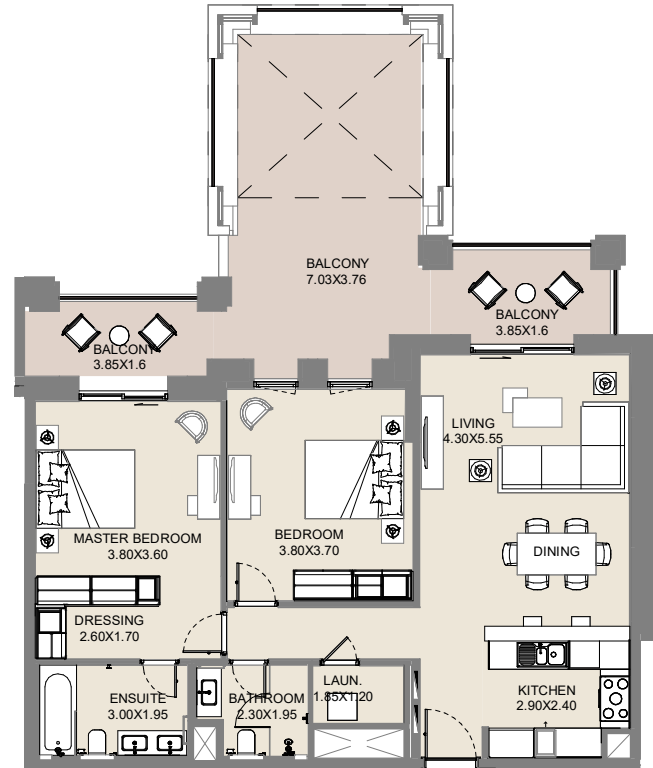 BALCONY
7.03X3.76
BALCONY
3.85X1.6
BALCONY
3.85X1.6
LIVING
4.30X5.55
MASTER BEDROOM
3.80X3.60
BEDROOM
3.80X3.70
DINING
DRESSING
2.60X1.70
LAUN.
1.85X1.20
ENSUITE
3.00X1.95
BATHROOM
2.30X1.95
KITCHEN
2.90X2.40